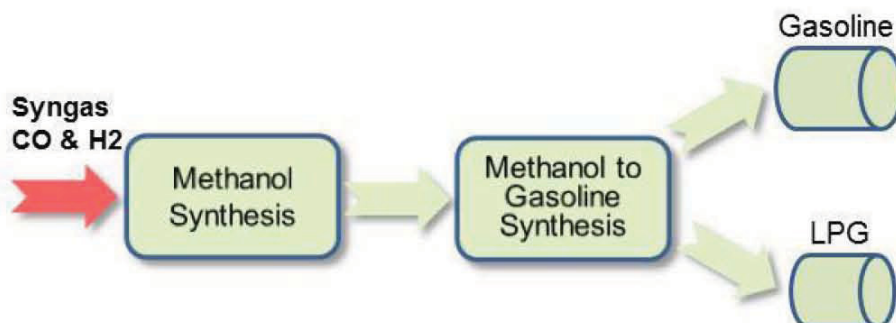 Syngas
CO & H2
Methanol
Synthesis
Methanol to
Gasoline
Synthesis
Gasoline
LPG